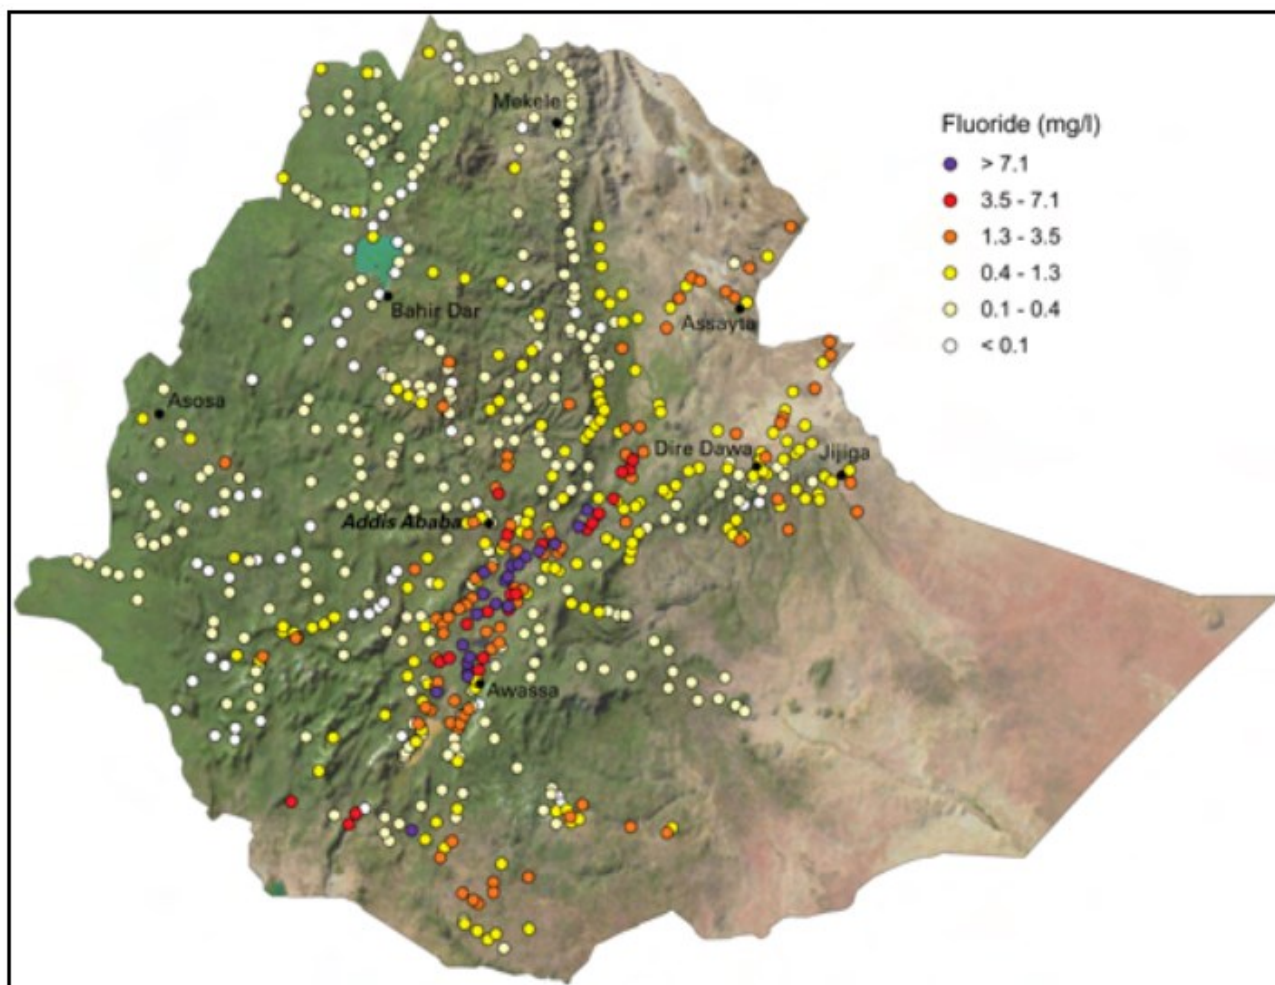 Mekele
Fluoride (mg/l)
> 7.1
3.5 - 7.1
1.3 - 3.5
0.4 - 1.3
0.1 - 0.4
< 0.1
Bahir Dar
Assayta
Asosa
Dire Dawa
Jijiga
Addis Ababa
Awassa